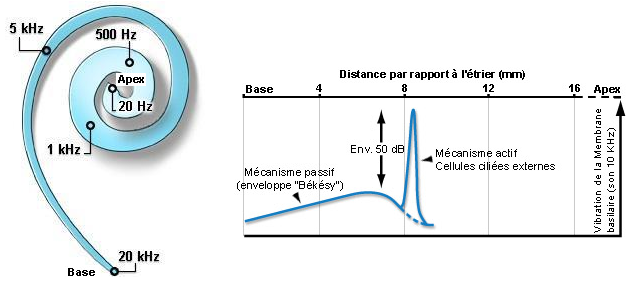 5 kHz
500 Hz
Apex
20 Hz
1 kHz
20 kHz
Base
Distance par rapport à l'étrier (mm)
Base 4 8 12 16 Apex
Env. 50 dB
Mécanisme actif
Cellules ciliées externes
Mécanisme passif
(enveloppe "Békésy")
Vibration de la Membrane
basilaire (son 10 KHz)